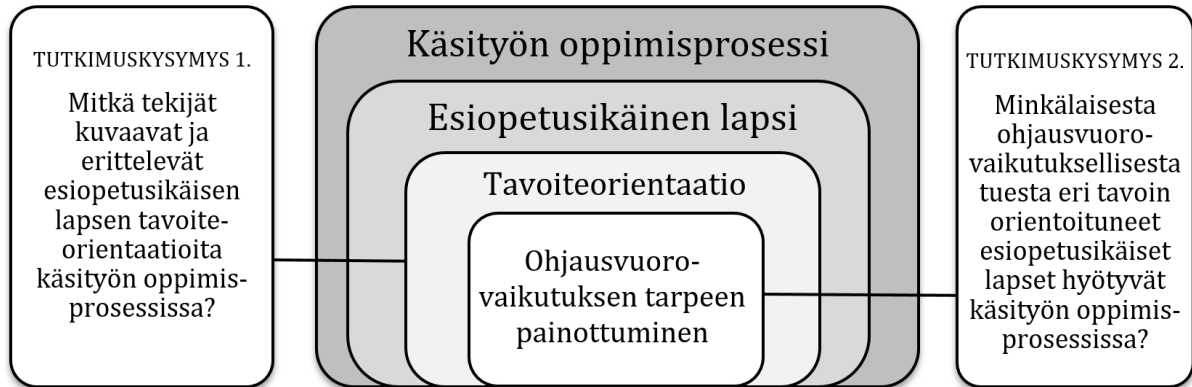 TUTKIMUSKYSYMYS 1.
Mitkä tekijät
kuvaavat ja
erittelevät
esiopetusikäisen
lapsen tavoite-
orientaatioita
käsityön oppimis-
prosessissa?
Käsityön oppimisprosessi
Esiopetusikäinen lapsi
Tavoiteorientaatio
Ohjausvuoro-
vaikutuksen tarpeen
painottuminen
TUTKIMUSKYSYMYS 2.
Minkälaisesta
ohjausvuoro-
vaikutuksellisesta
tuesta eri tavoin
orientoituneet
esiopetusikäiset
lapset hyötyvät
käsityön oppimis-
prosessissa?